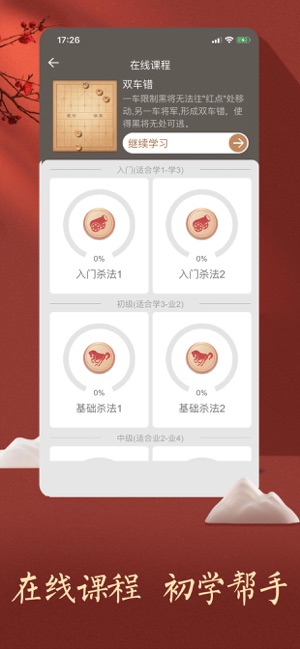 17:26
在线课程
双车错
一车限制黑将无法往"红点"处移
动,另一车将军,形成双车错，使
得黑将无处可逃。
继续学习
入门(适合学1-学3)
0%
0%
入门杀法1
入门杀法2
初级(适合学3-业2)
0%
0%
基础杀法1
基础杀法2
中级(适合业2-业4)
在线课程 初学帮手